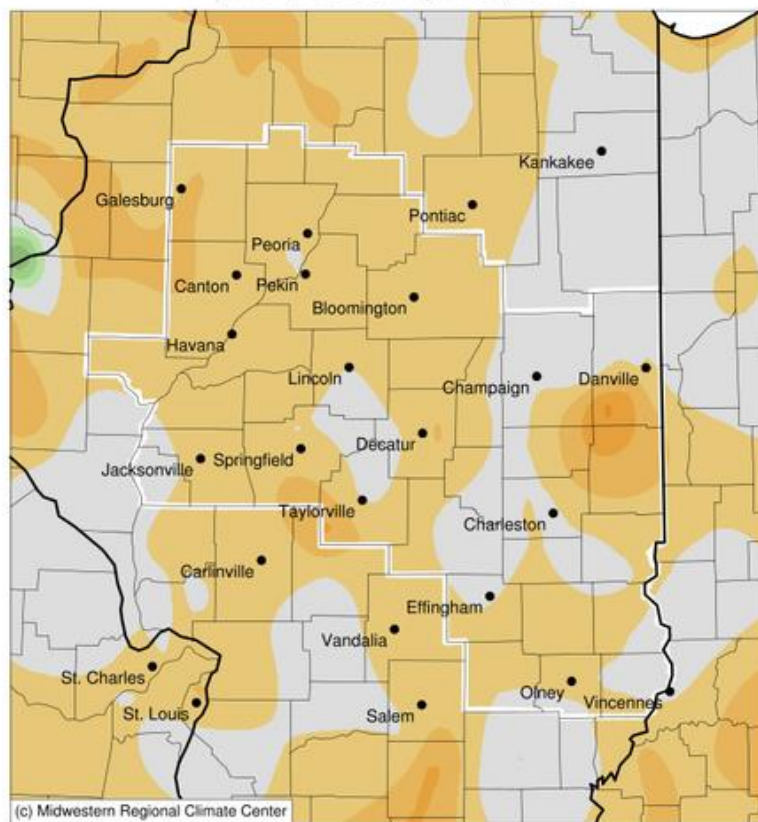 Kankakee
Galesburg
Pontiac
Peoria
Canton
Pekin
Bloomington
Havana
Lincoln
Champaign
Danville
Decatur
Jacksonville
Springfield
Taylorville
Charleston
Carlinville
Effingham
Vandalia
St. Charles
Olney
Vincennes
St. Louis
Salem
(c) Midwestern Regional Climate Center